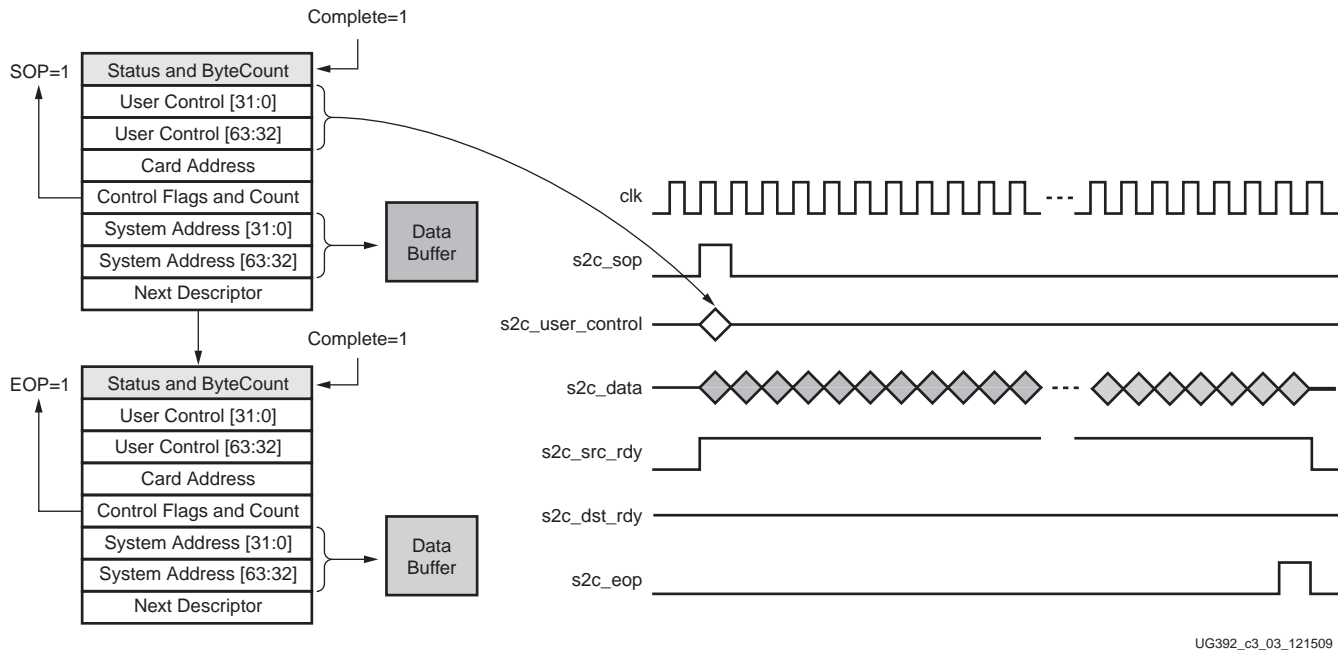 Complete=1
SOP=1
Status and ByteCount
User Control [31:0]
User Control [63:32]
Card Address
Control Flags and Count
System Address [31:0]
System Address [63:32]
Next Descriptor
Data
Buffer
Complete=1
EOP=1
Status and ByteCount
User Control [31:0]
User Control [63:32]
Card Address
Control Flags and Count
System Address [31:0]
System Address [63:32]
Next Descriptor
Data
Buffer
clk
s2c_sop
s2c_user_control
s2c_data
s2c_src_rdy
s2c_dst_rdy
s2c_eop
UG392_c3_03_121509